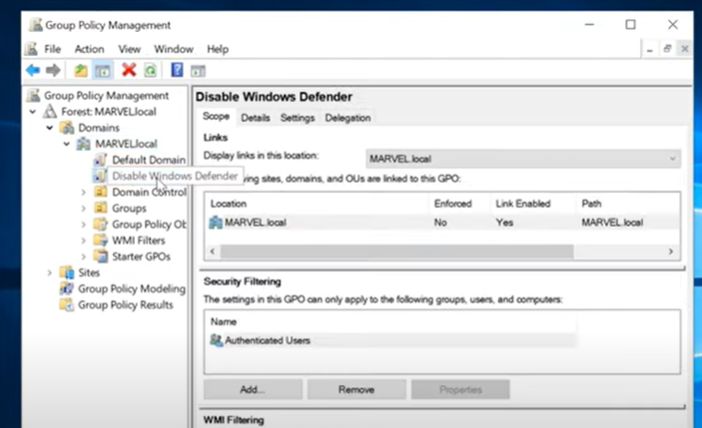 Group Policy Management
File Action View Window Help
Group Policy Management
Forest: MARVEL.local
Domains
MARVEL.local
Default Domain
Disable Windows Defender
Domain Control
Groups
Group Policy Ob
WMI Filters
Starter GPOs
Sites
Group Policy Modeling
Group Policy Results
Disable Windows Defender
Scope Details Settings Delegation
Links
Display links in this location: MARVEL.local
wing sites, domains, and OUs are linked to this GPO:
Location Enforced Link Enabled Path
MARVEL.local No Yes MARVEL.local
Security Filtering
The settings in this GPO can only apply to the following groups, users, and computers:
Name
Authenticated Users
Add... Remove Properties
WMI Filtering